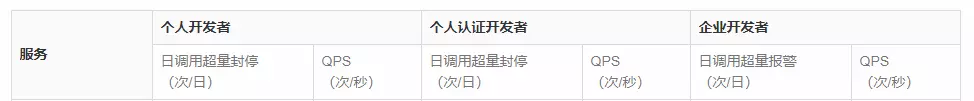 服务
个人开发者
个人认证开发者
企业开发者
日调用超量封停
（次/日）
QPS
（次/秒）
日调用超量封停
（次/日）
QPS
（次/秒）
日调用超量报警
（次/日）
QPS
（次/秒）